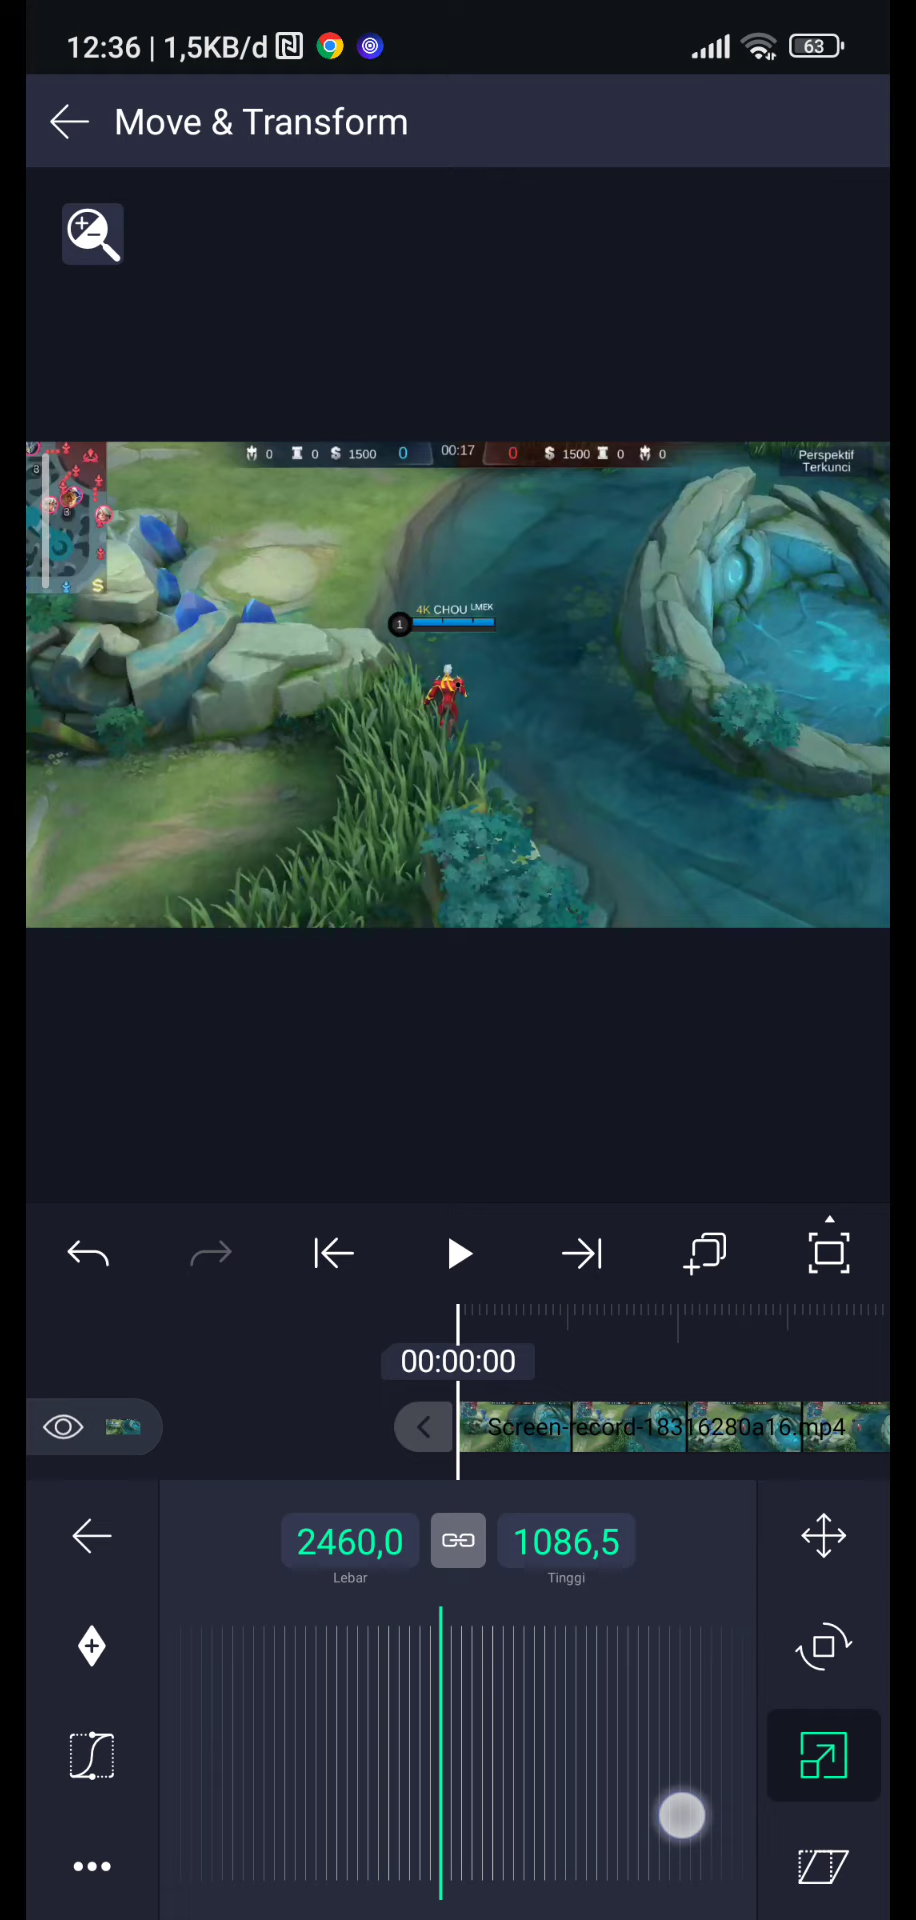 12:36 | 1,5KB/d
63
Move & Transform
0 0 1500 0 00:17 0 1500 0 0
Perspektif
Terkunci
4K CHOU LMEK
1
00:00:00
Screen-record-18316280a16.mp4
2460,0 1086,5
Lebar Tinggi